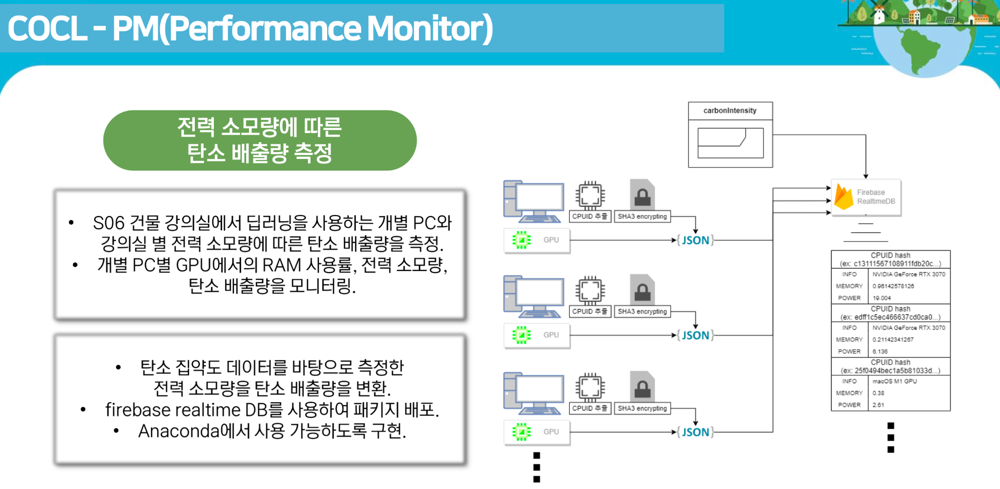 COCL - PM(Performance Monitor)
전력 소모량에 따른
탄소 배출량 측정
• S06 건물 강의실에서 딥러닝을 사용하는 개별 PC와
강의실 별 전력 소모량에 따른 탄소 배출량을 측정.
• 개별 PC별 GPU에서의 RAM 사용률, 전력 소모량,
탄소 배출량을 모니터링.
• 탄소 집약도 데이터를 바탕으로 측정한
전력 소모량을 탄소 배출량을 변환.
• firebase realtime DB를 사용하여 패키지 배포.
• Anaconda에서 사용 가능하도록 구현.
carbonIntensity
Firebase
RealtimeDB
CPUID 추출
SHA3 encrypting
GPU
{JSON}
CPUID 추출
SHA3 encrypting
GPU
{JSON}
CPUID 추출
SHA3 encrypting
GPU
{JSON}
CPUID hash
(ex: c13111567108911fdb20c...)
INFO NVIDIA GeForce RTX 3070
MEMORY 0.96142578126
POWER 19.004
CPUID hash
(ex: edff1c5ec466637cd0ca0...)
INFO NVIDIA GeForce RTX 3070
MEMORY 0.21142341267
POWER 6.136
CPUID hash
(ex: 25f0494bec1a5b81033d...)
INFO macOS M1 GPU
MEMORY 0.38
POWER 2.61